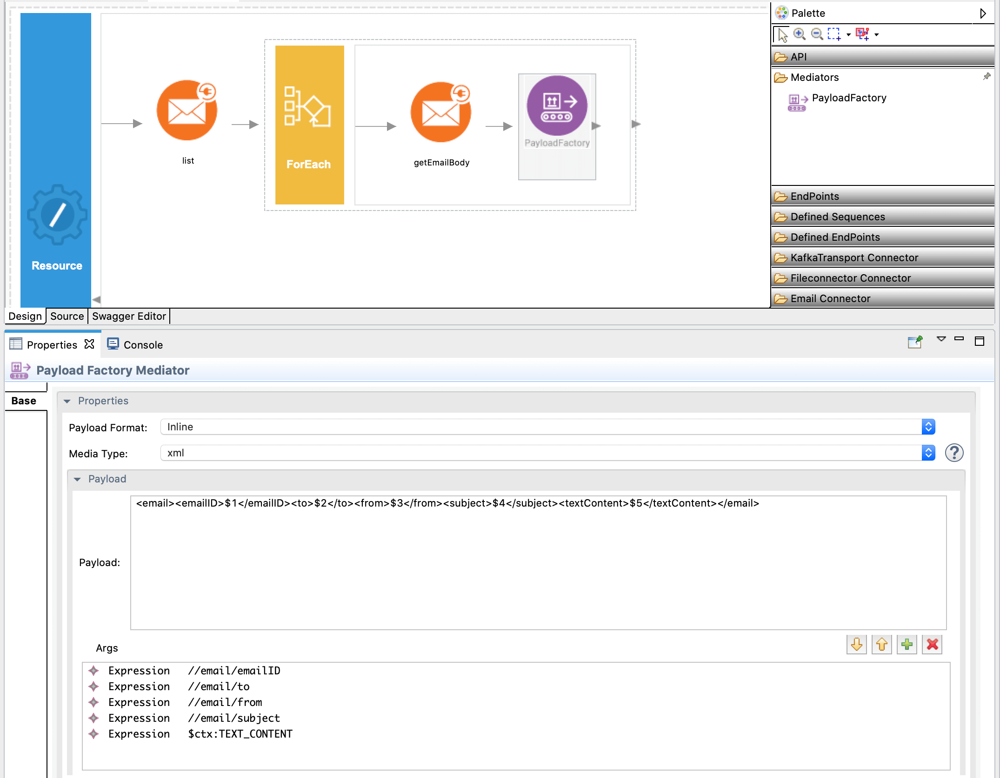 Palette
API
Mediators
PayloadFactory
list
ForEach
getEmailBody
PayloadFactory
Resource
EndPoints
Defined Sequences
Defined EndPoints
KafkaTransport Connector
Fileconnector Connector
Email Connector
Design Source Swagger Editor
Properties Console
Payload Factory Mediator
Base
Properties
Payload Format: Inline
Media Type: xml
Payload
<email><emailID>$1</emailID><to>$2</to><from>$3</from><subject>$4</subject><textContent>$5</textContent></email>
Payload:
Args
Expression //email/emailID
Expression //email/to
Expression //email/from
Expression //email/subject
Expression $ctx:TEXT_CONTENT